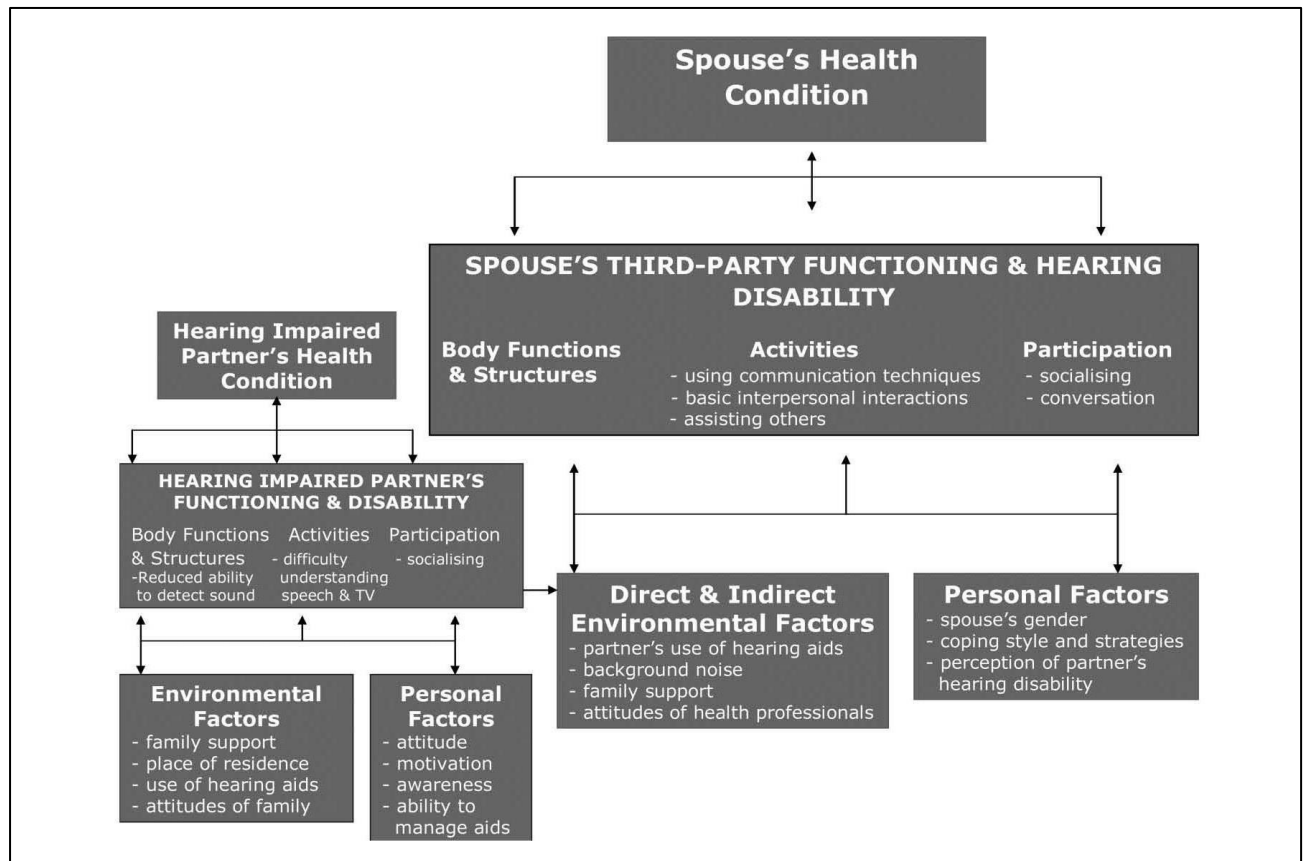 Spouse's Health
Condition
SPOUSE'S THIRD-PARTY FUNCTIONING & HEARING
DISABILITY
Body Functions
& Structures
Activities
- using communication techniques
- basic interpersonal interactions
- assisting others
Participation
- socialising
- conversation
Hearing Impaired
Partner's Health
Condition
HEARING IMPAIRED PARTNER'S
FUNCTIONING & DISABILITY
Body Functions
& Structures
-Reduced ability
to detect sound
Activities
- difficulty
understanding
speech & TV
Participation
- socialising
Direct & Indirect
Environmental Factors
- partner's use of hearing aids
- background noise
- family support
- attitudes of health professionals
Personal Factors
- spouse's gender
- coping style and strategies
- perception of partner's
hearing disability
Environmental
Factors
- family support
- place of residence
- use of hearing aids
- attitudes of family
Personal
Factors
- attitude
- motivation
- awareness
- ability to
manage aids